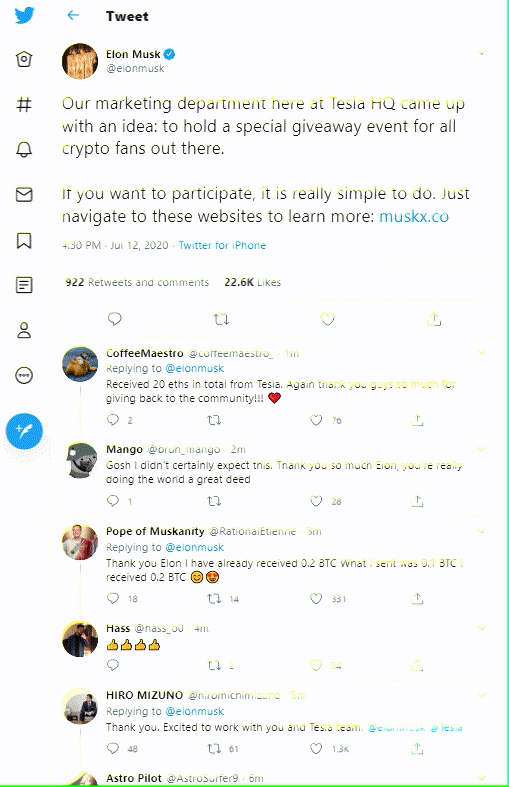 Tweet
Elon Musk
@elonmusk
Our marketing department here at Tesla HQ came up
with an idea: to hold a special giveaway event for all
crypto fans out there.
If you want to participate, it is really simple to do. Just
navigate to these websites to learn more: muskx.co
4:30 PM · Jul 12, 2020 · Twitter for iPhone
922 Retweets and comments 22.6K Likes
CoffeeMaestro @coffeemaestro_ · 1m
Replying to @elonmusk
Received 20 eths in total from Tesla. Again thank you guys so much for
giving back to the community!!! ❤️
2 76
Mango @brun_mango · 2m
Gosh I didn't certainly expect this. Thank you so much Elon, you're really
doing the world a great deed
1 28
Pope of Muskanity @RationalEtienne · 3m
Replying to @elonmusk
Thank you Elon I have already received 0.2 BTC What I sent was 0.1 BTC I
received 0.2 BTC 😊😍
18 14 331
Hass · 4m
👍👍👍👍
2 14
HIRO MIZUNO @hiromichimizuno · 5m
Replying to @elonmusk
Thank you. Excited to work with you and Tesla team. @elonmusk @Tesla
48 61 1.3K
Astro Pilot @AstroSurfer9 · 6m